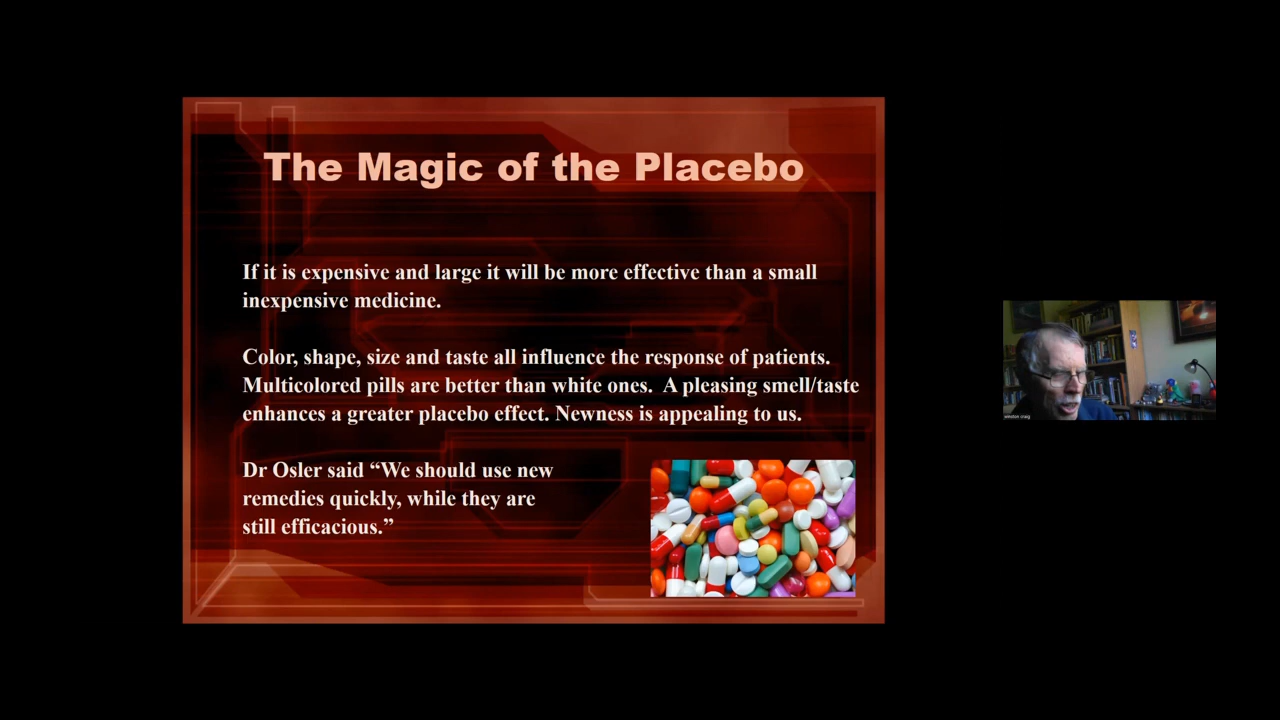 The Magic of the Placebo
If it is expensive and large it will be more effective than a small
inexpensive medicine.
Color, shape, size and taste all influence the response of patients.
Multicolored pills are better than white ones.  A pleasing smell/taste
enhances a greater placebo effect. Newness is appealing to us.
Dr Osler said “We should use new
remedies quickly, while they are
still efficacious.”
winston craig